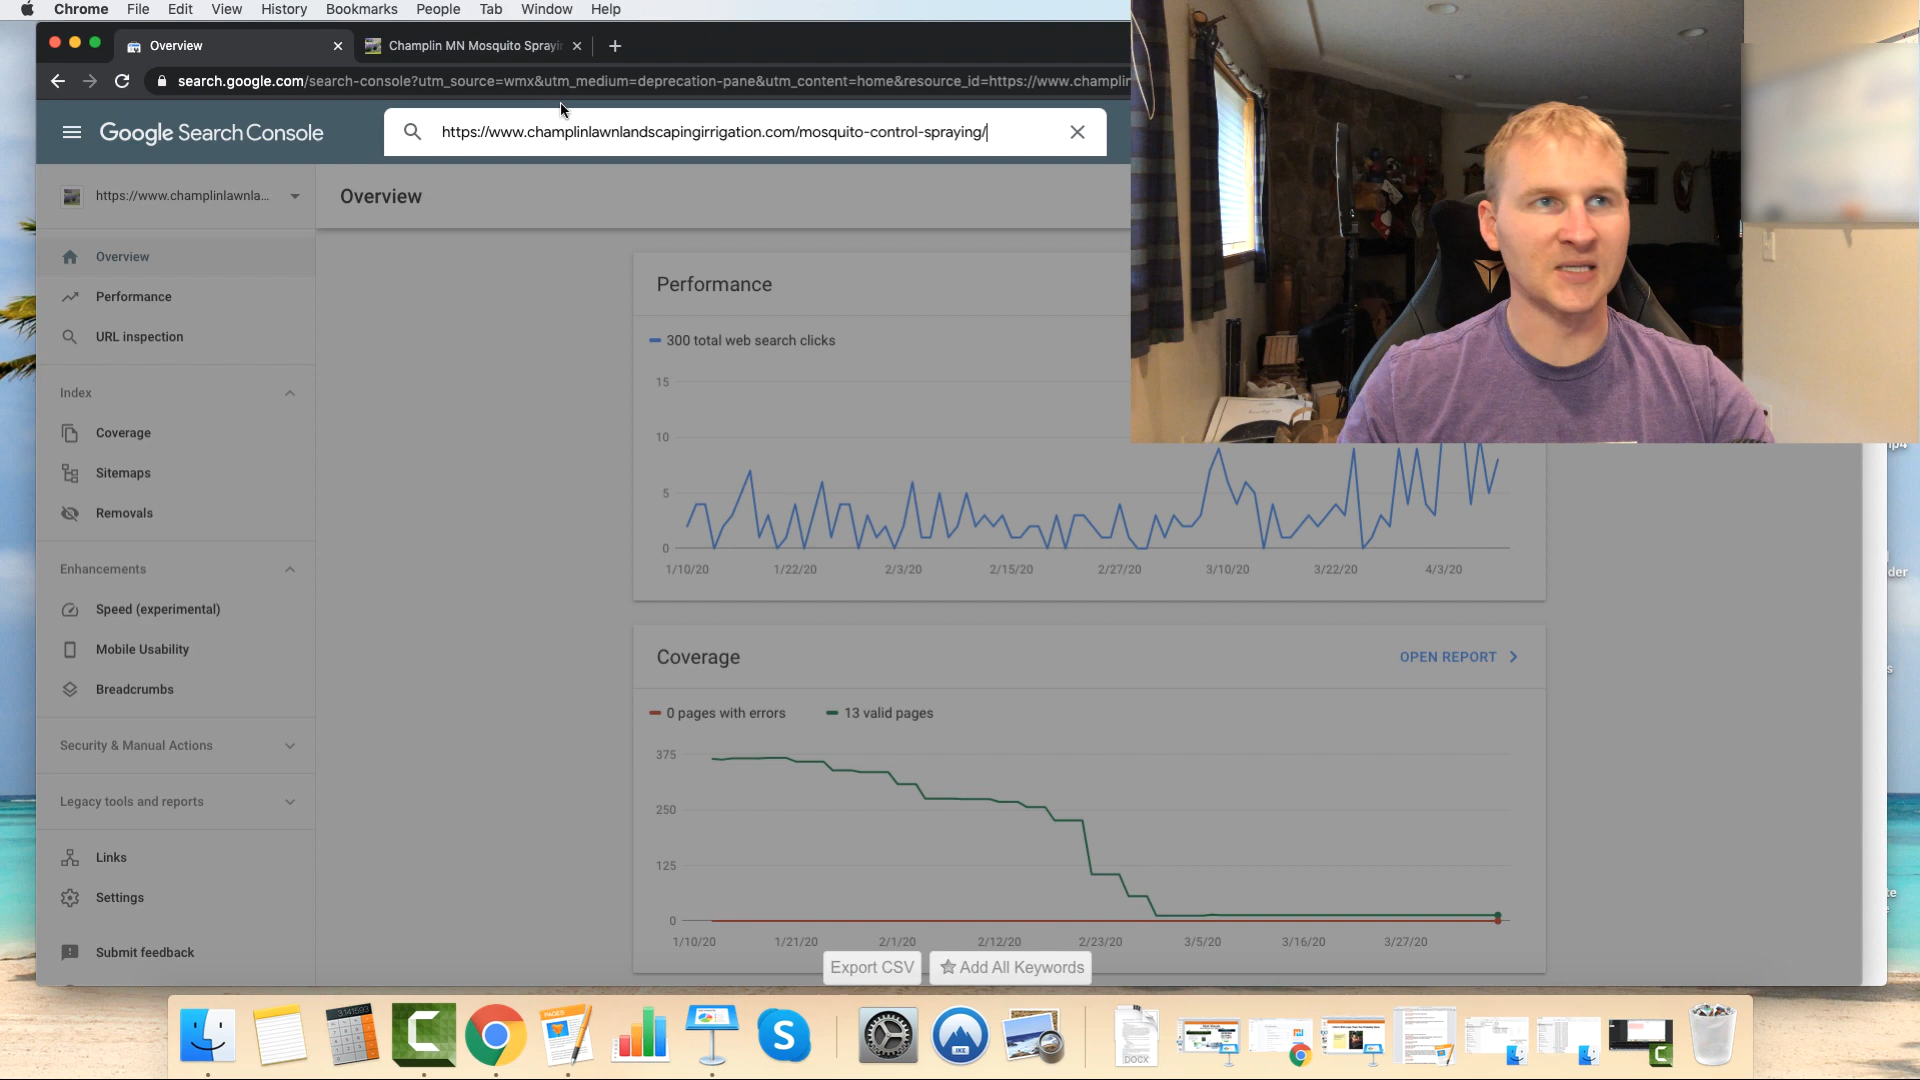 Chrome File Edit View History Bookmarks People Tab Window Help
Overview
Champlin MN Mosquito Sprayin
search.google.com/search-console?utm_source=wmx&utm_medium=deprecation-pane&utm_content=home&resource_id=https://www.champlin
Google Search Console
https://www.champlinlawnlandscapingirrigation.com/mosquito-control-spraying/
https://www.champlinlawnla...
Overview
Overview
Performance
URL inspection
Index
Coverage
Sitemaps
Removals
Enhancements
Speed (experimental)
Mobile Usability
Breadcrumbs
Security & Manual Actions
Legacy tools and reports
Links
Settings
Submit feedback
Performance
300 total web search clicks
15
10
5
0
1/10/20 1/22/20 2/3/20 2/15/20 2/27/20 3/10/20 3/22/20 4/3/20
Coverage
OPEN REPORT
0 pages with errors 13 valid pages
375
250
125
0
1/10/20 1/21/20 2/1/20 2/12/20 2/23/20 3/5/20 3/16/20 3/27/20
Export CSV
Add All Keywords
PAGES
DOCX